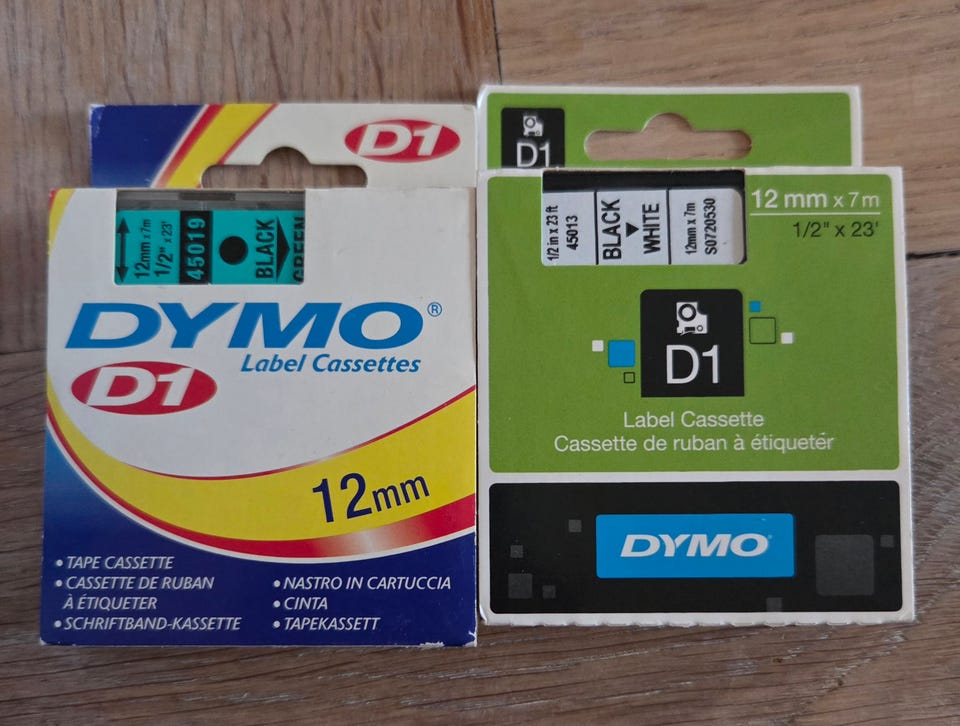 D1
12mm x 7m
1/2" x 23'
45019
BLACK
GREEN
DYMO®
Label Cassettes
D1
12mm
• TAPE CASSETTE
• CASSETTE DE RUBAN
À ÉTIQUETER
• SCHRIFTBAND-KASSETTE
• NASTRO IN CARTUCCIA
• CINTA
• TAPEKASSETT
D1
1/2 in x 23 ft
45013
BLACK
WHITE
12mm x 7m
S0720530
12 mm x 7m
1/2" x 23'
D1
Label Cassette
Cassette de ruban à étiqueter
DYMO